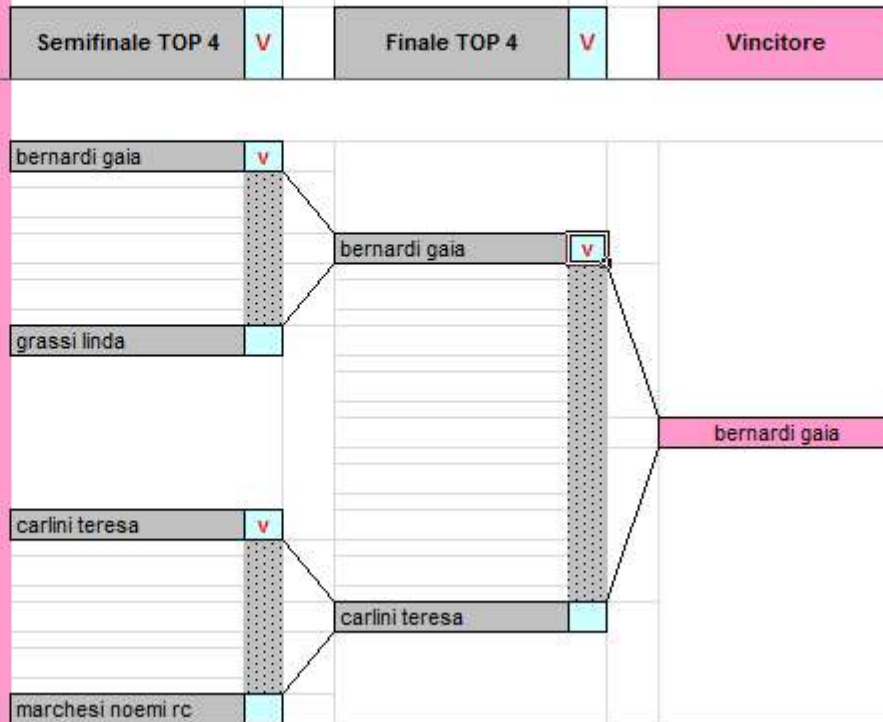 Semifinale TOP 4 V Finale TOP 4 V Vincitore
bernardi gaia v
bernardi gaia v
grassi linda
bernardi gaia
carlini teresa v
carlini teresa
marchesi noemi rc